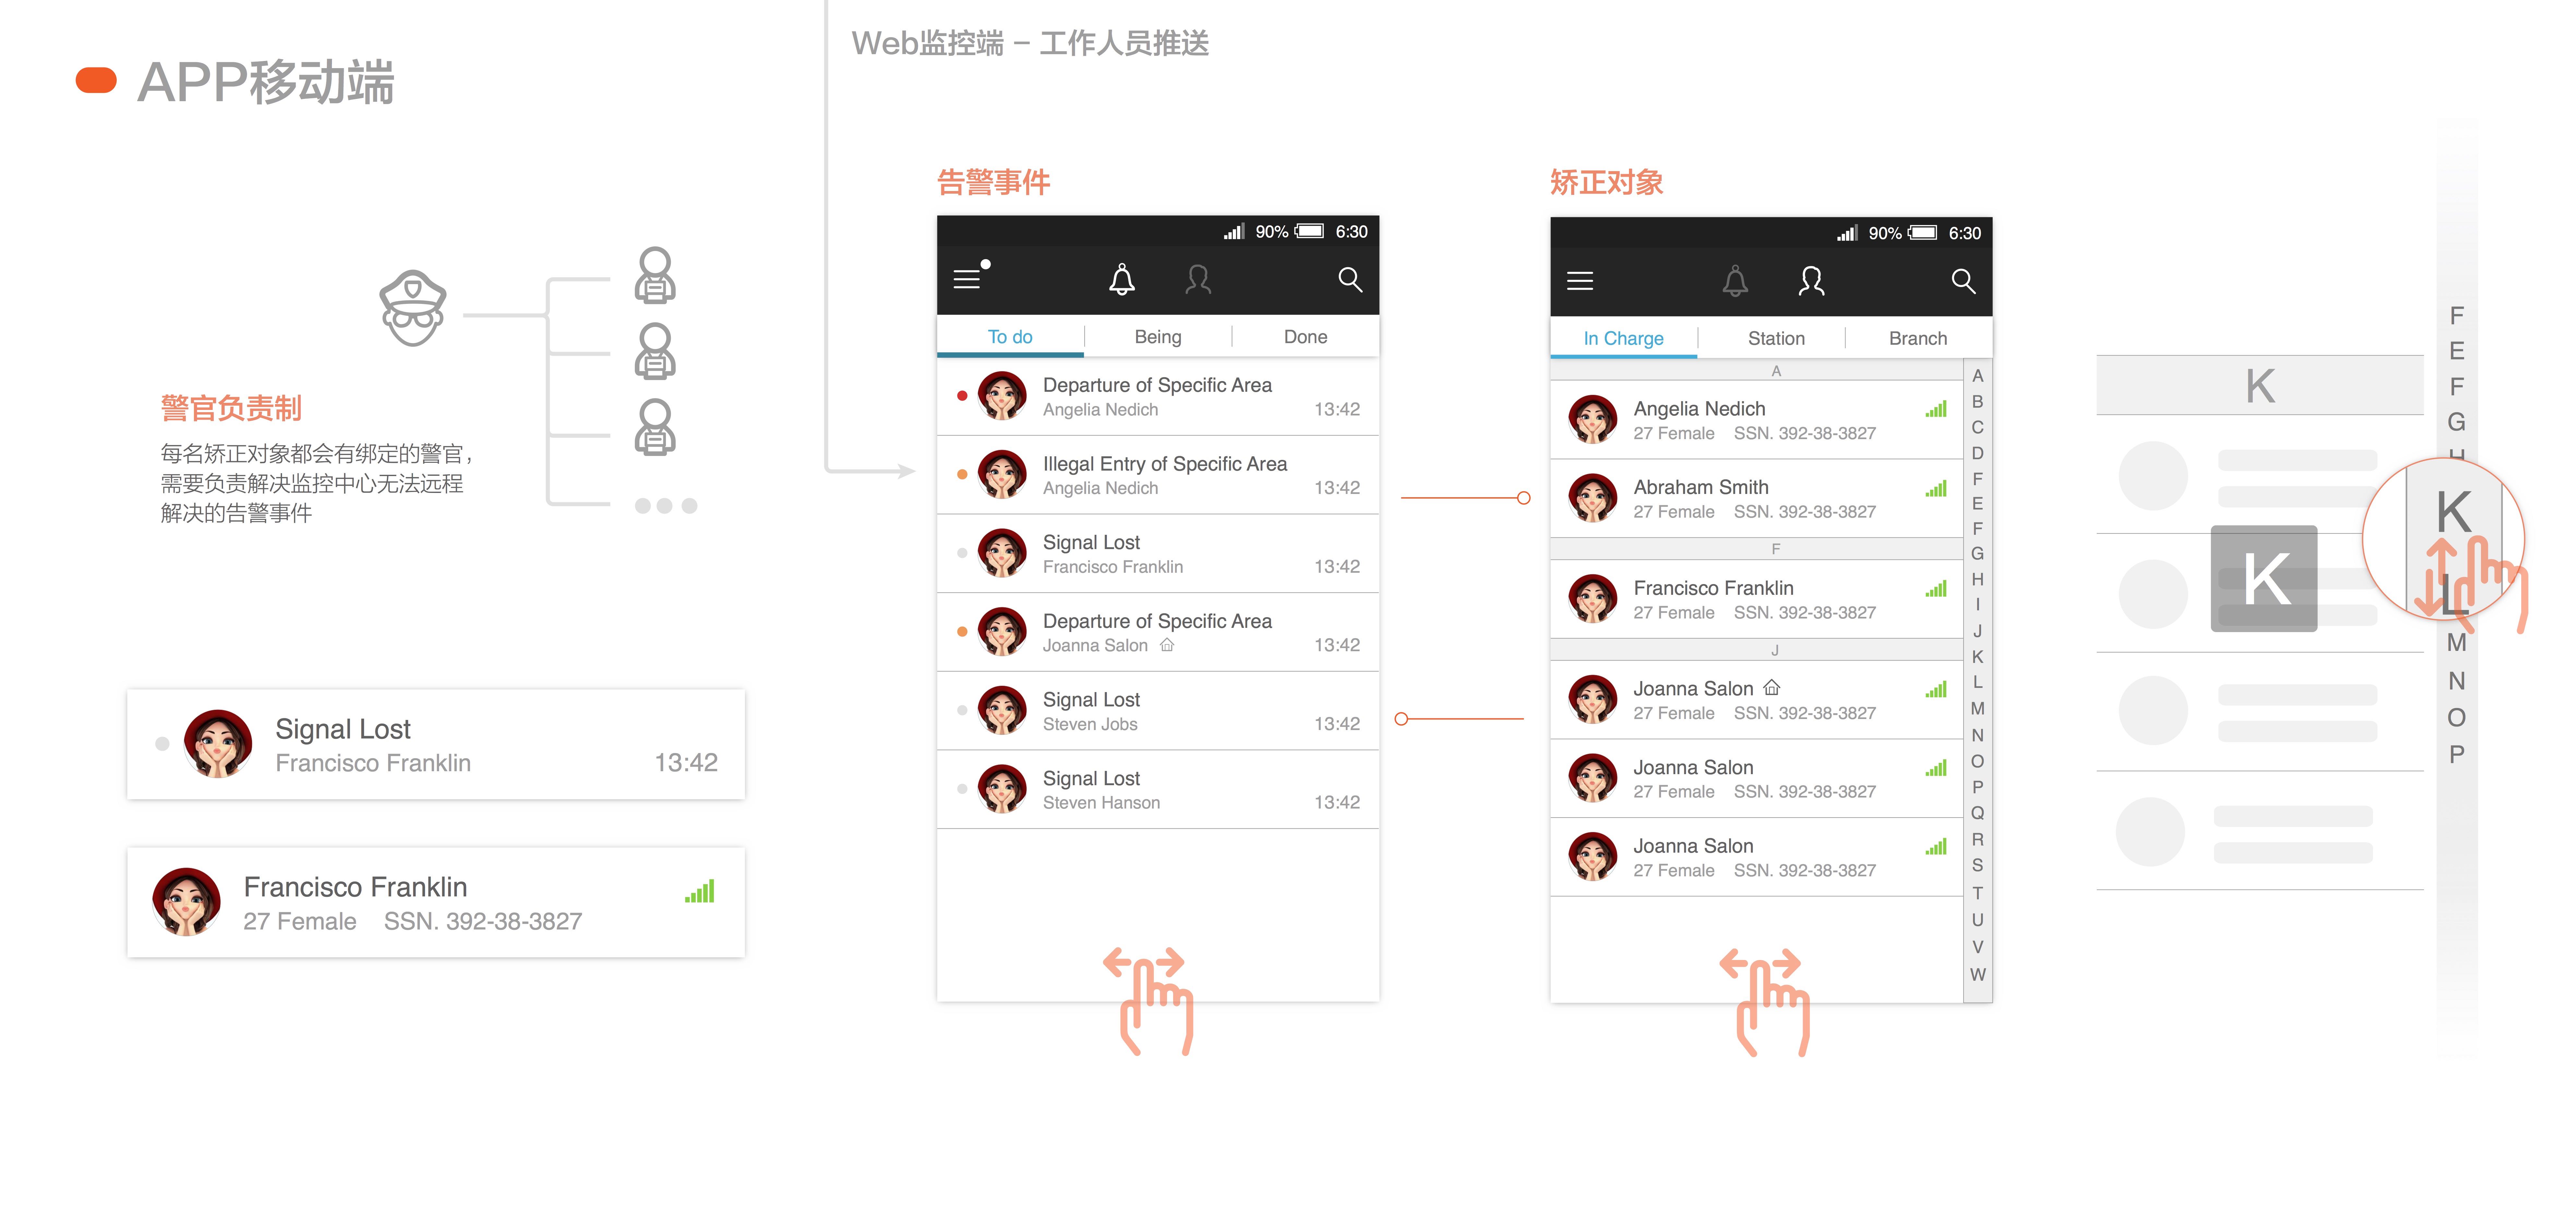 Web监控端 – 工作人员推送
APP移动端
警官负责制
每名矫正对象都会有绑定的警官，
需要负责解决监控中心无法远程
解决的告警事件
Signal Lost
Francisco Franklin 13:42
Francisco Franklin
27 Female SSN. 392-38-3827
告警事件
90% 6:30
To do Being Done
Departure of Specific Area
Angelia Nedich 13:42
Illegal Entry of Specific Area
Angelia Nedich 13:42
Signal Lost
Francisco Franklin 13:42
Departure of Specific Area
Joanna Salon 13:42
Signal Lost
Steven Jobs 13:42
Signal Lost
Steven Hanson 13:42
矫正对象
90% 6:30
In Charge Station Branch
A
Angelia Nedich
27 Female SSN. 392-38-3827
Abraham Smith
27 Female SSN. 392-38-3827
F
Francisco Franklin
27 Female SSN. 392-38-3827
J
Joanna Salon
27 Female SSN. 392-38-3827
Joanna Salon
27 Female SSN. 392-38-3827
Joanna Salon
27 Female SSN. 392-38-3827
A
B
C
D
F
E
F
G
H
I
J
K
L
M
N
O
P
Q
R
S
T
U
V
W
K
K
F
E
F
G
H
K
L
M
N
O
P